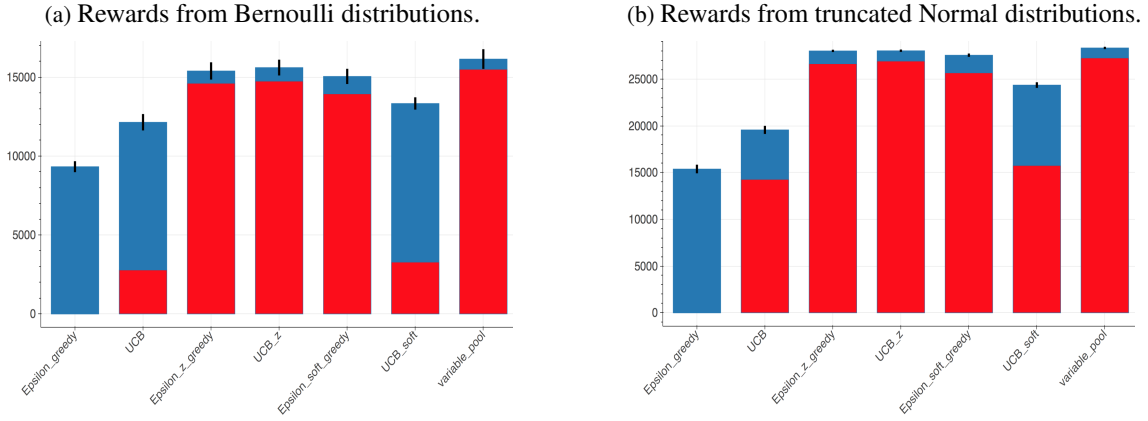 (a) Rewards from Bernoulli distributions.
15000
10000
5000
0
Epsilon_greedy
UCB
Epsilon_z_greedy
UCB_z
Epsilon_soft_greedy
UCB_soft
variable_pool
(b) Rewards from truncated Normal distributions.
25000
20000
15000
10000
5000
0
Epsilon_greedy
UCB
Epsilon_z_greedy
UCB_z
Epsilon_soft_greedy
UCB_soft
variable_pool